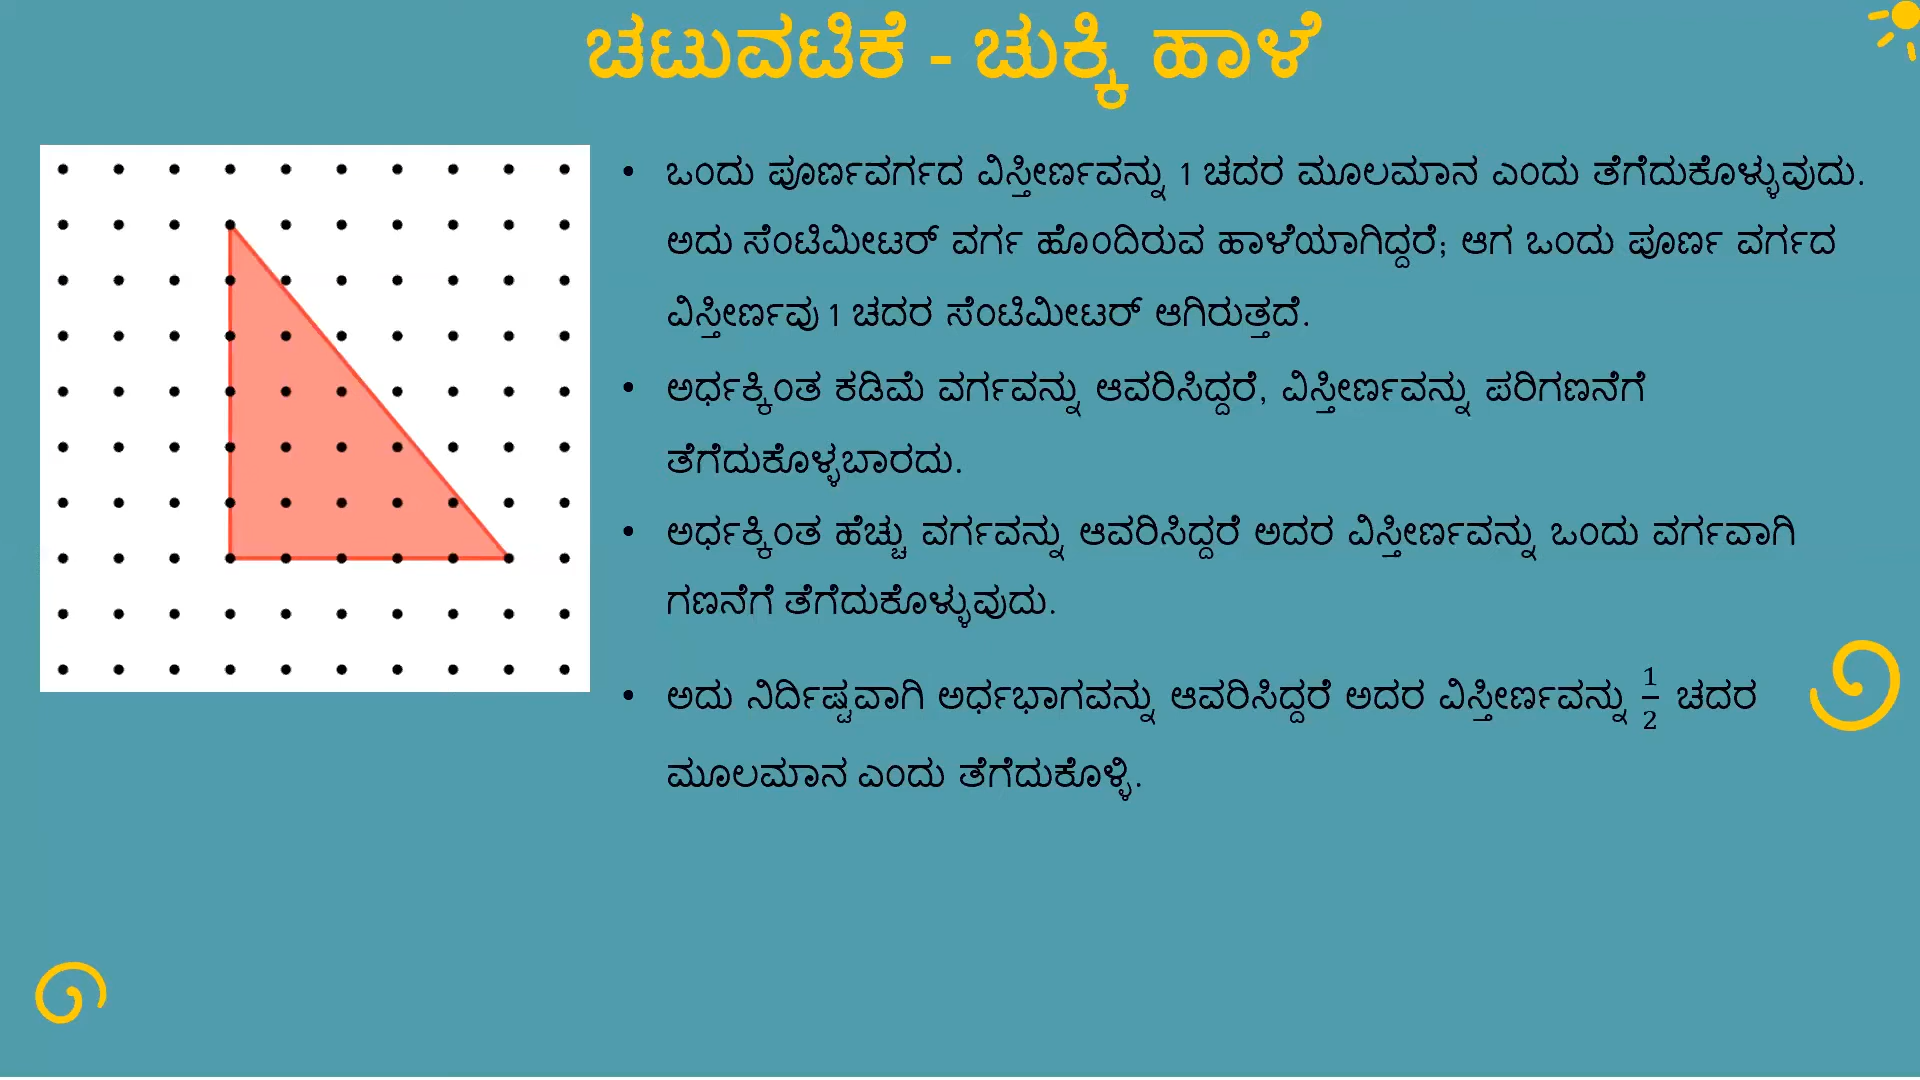 ಚಟುವಟಿಕೆ - ಚುಕ್ಕಿ ಹಾಳೆ
• ಒಂದು ಪೂರ್ಣವರ್ಗದ ವಿಸ್ತೀರ್ಣವನ್ನು 1 ಚದರ ಮೂಲಮಾನ ಎಂದು ತೆಗೆದುಕೊಳ್ಳುವುದು.
ಅದು ಸೆಂಟಿಮೀಟರ್ ವರ್ಗ ಹೊಂದಿರುವ ಹಾಳೆಯಾಗಿದ್ದರೆ; ಆಗ ಒಂದು ಪೂರ್ಣ ವರ್ಗದ
ವಿಸ್ತೀರ್ಣವು 1 ಚದರ ಸೆಂಟಿಮೀಟರ್ ಆಗಿರುತ್ತದೆ.
• ಅರ್ಧಕ್ಕಿಂತ ಕಡಿಮೆ ವರ್ಗವನ್ನು ಆವರಿಸಿದ್ದರೆ, ವಿಸ್ತೀರ್ಣವನ್ನು ಪರಿಗಣನೆಗೆ
ತೆಗೆದುಕೊಳ್ಳಬಾರದು.
• ಅರ್ಧಕ್ಕಿಂತ ಹೆಚ್ಚು ವರ್ಗವನ್ನು ಆವರಿಸಿದ್ದರೆ ಅದರ ವಿಸ್ತೀರ್ಣವನ್ನು ಒಂದು ವರ್ಗವಾಗಿ
ಗಣನೆಗೆ ತೆಗೆದುಕೊಳ್ಳುವುದು.
• ಅದು ನಿರ್ದಿಷ್ಟವಾಗಿ ಅರ್ಧಭಾಗವನ್ನು ಆವರಿಸಿದ್ದರೆ ಅದರ ವಿಸ್ತೀರ್ಣವನ್ನು 1/2 ಚದರ
ಮೂಲಮಾನ ಎಂದು ತೆಗೆದುಕೊಳ್ಳಿ.